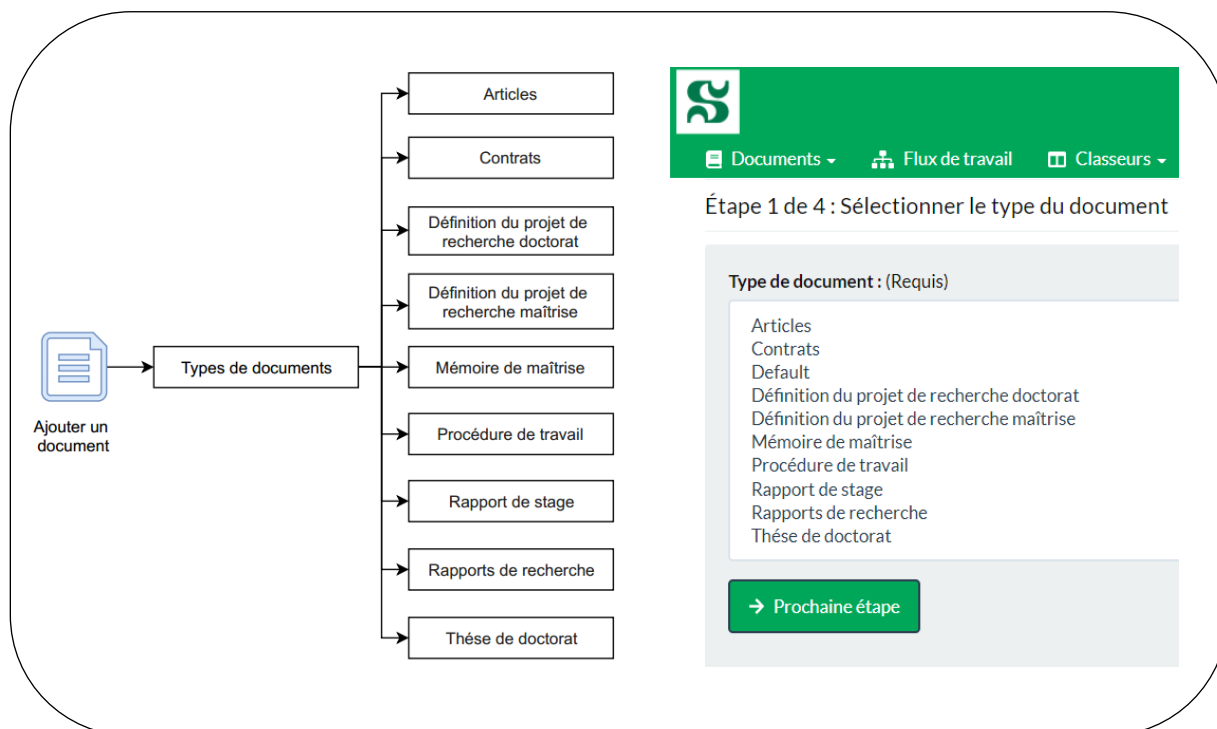 Articles
Contrats
Définition du projet de
recherche doctorat
Définition du projet de
recherche maîtrise
Ajouter un
document
Types de documents
Mémoire de maîtrise
Procédure de travail
Rapport de stage
Rapports de recherche
Thése de doctorat
Documents
Flux de travail
Classeurs
Étape 1 de 4 : Sélectionner le type du document
Type de document : (Requis)
Articles
Contrats
Default
Définition du projet de recherche doctorat
Définition du projet de recherche maîtrise
Mémoire de maîtrise
Procédure de travail
Rapport de stage
Rapports de recherche
Thése de doctorat
Prochaine étape